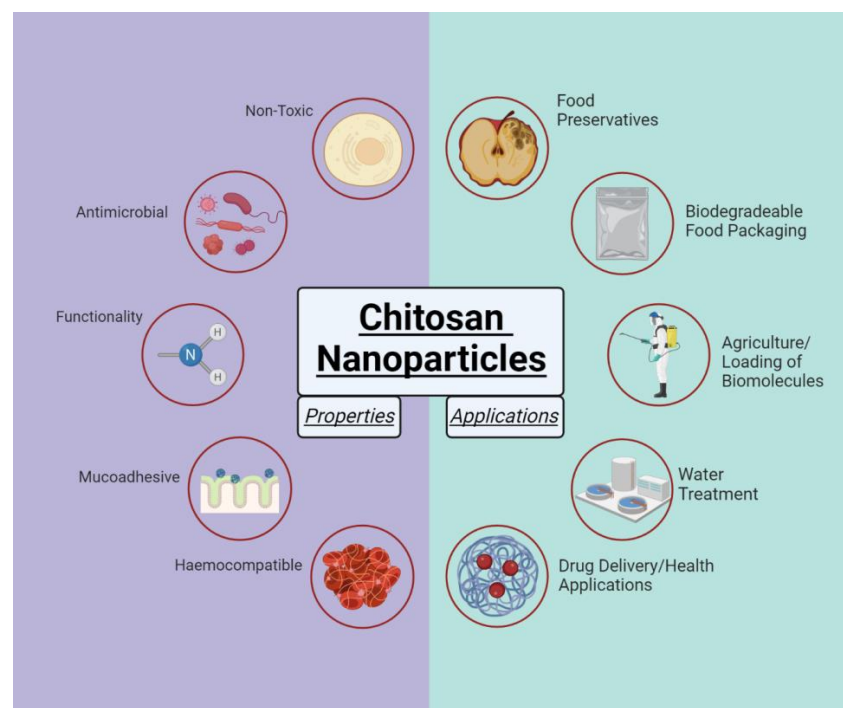 Chitosan
Nanoparticles
Properties
Applications
Non-Toxic
Antimicrobial
Functionality
N
H
H
Mucoadhesive
Haemocompatible
Food
Preservatives
Biodegradeable
Food Packaging
Agriculture/
Loading of
Biomolecules
Water
Treatment
Drug Delivery/Health
Applications